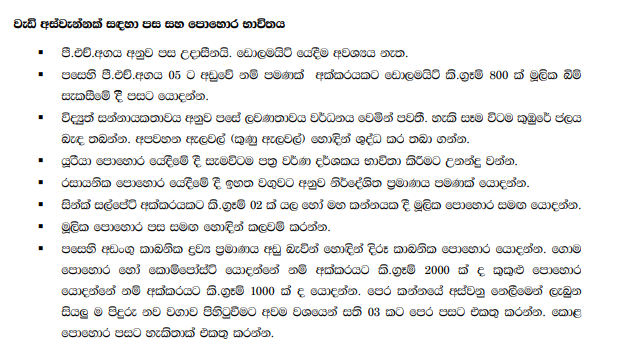 වැඩි අස්වැන්නක් සඳහා පස සහ පොහොර භාවිතය
▪ පී.එච්.අගය අනුව පස උදාසීනයි. ඩොලමයිට් යෙදීම අවශ්‍යය නැත.
▪ පසෙහි පී.එච්.අගය 05 ට අඩුවේ නම් පමණක් අක්කරයකට ඩොලමයිට් කි.ග්‍රෑම් 800 ක් මූලික බිම්
සැකසීමේ දී පසට යොදන්න.
▪ විද්‍යුත් සන්නායකතාවය අනුව පසේ ලවණතාවය වර්ධනය වෙමින් පවතී. හැකි සෑම විටම කුඹුරේ ජලය
බැඳ තබන්න. අපවහන ඇලවල් (කුණු ඇලවල්) හොඳින් ශුද්ධ කර තබා ගන්න.
▪ යූරියා පොහොර යෙදීමේ දී සැමවිටම පත්‍ර වර්ණ දර්ශකය භාවිතා කිරීමට උනන්දු වන්න.
▪ රසායනික පොහොර යෙදීමේ දී ඉහත වගුවට අනුව නිර්දේශිත ප්‍රමාණය පමණක් යොදන්න.
▪ සින්ක් සල්පේට් අක්කරයකට කි.ග්‍රෑම් 02 ක් යල හෝ මහ කන්නයක දී මූලික පොහොර සමඟ යොදන්න.
▪ මූලික පොහොර පස සමඟ හොඳින් කලවම් කරන්න.
▪ පසෙහි අඩංගු කාබනික ද්‍රව්‍ය ප්‍රමාණය අඩු බැවින් හොඳින් දිරූ කාබනික පොහොර යොදන්න. ගොම
පොහොර හෝ කොම්පෝස්ට් යොදන්නේ නම් අක්කරයට කි.ග්‍රෑම් 2000 ක් ද කුකුළු පොහොර
යොදන්නේ නම් අක්කරයට කි.ග්‍රෑම් 1000 ක් ද යොදන්න. පෙර කන්නයේ අස්වනු නෙලීමෙන් ලැබුන
සියලු ම පිදුරු නව වගාව පිහිටුවීමට අවම වශයෙන් සති 03 කට පෙර පසට එකතු කරන්න. කොළ
පොහොර පසට හැකිතාක් එකතු කරන්න.